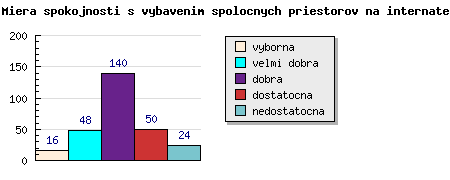 Miera spokojnosti s vybavenim spolocnych priestorov na internate
200
150
100
50
0
16
48
140
50
24
vyborna
velmi dobra
dobra
dostatocna
nedostatocna